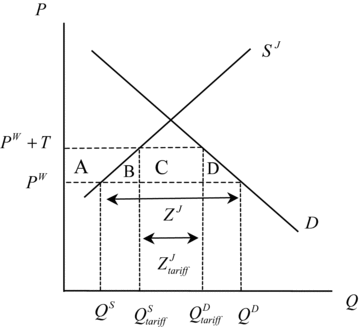 P
S^J
P^W + T
A
B
C
D
P^W
Z^J
Z^J_tariff
D
Q^S
Q^S_tariff
Q^D_tariff
Q^D
Q